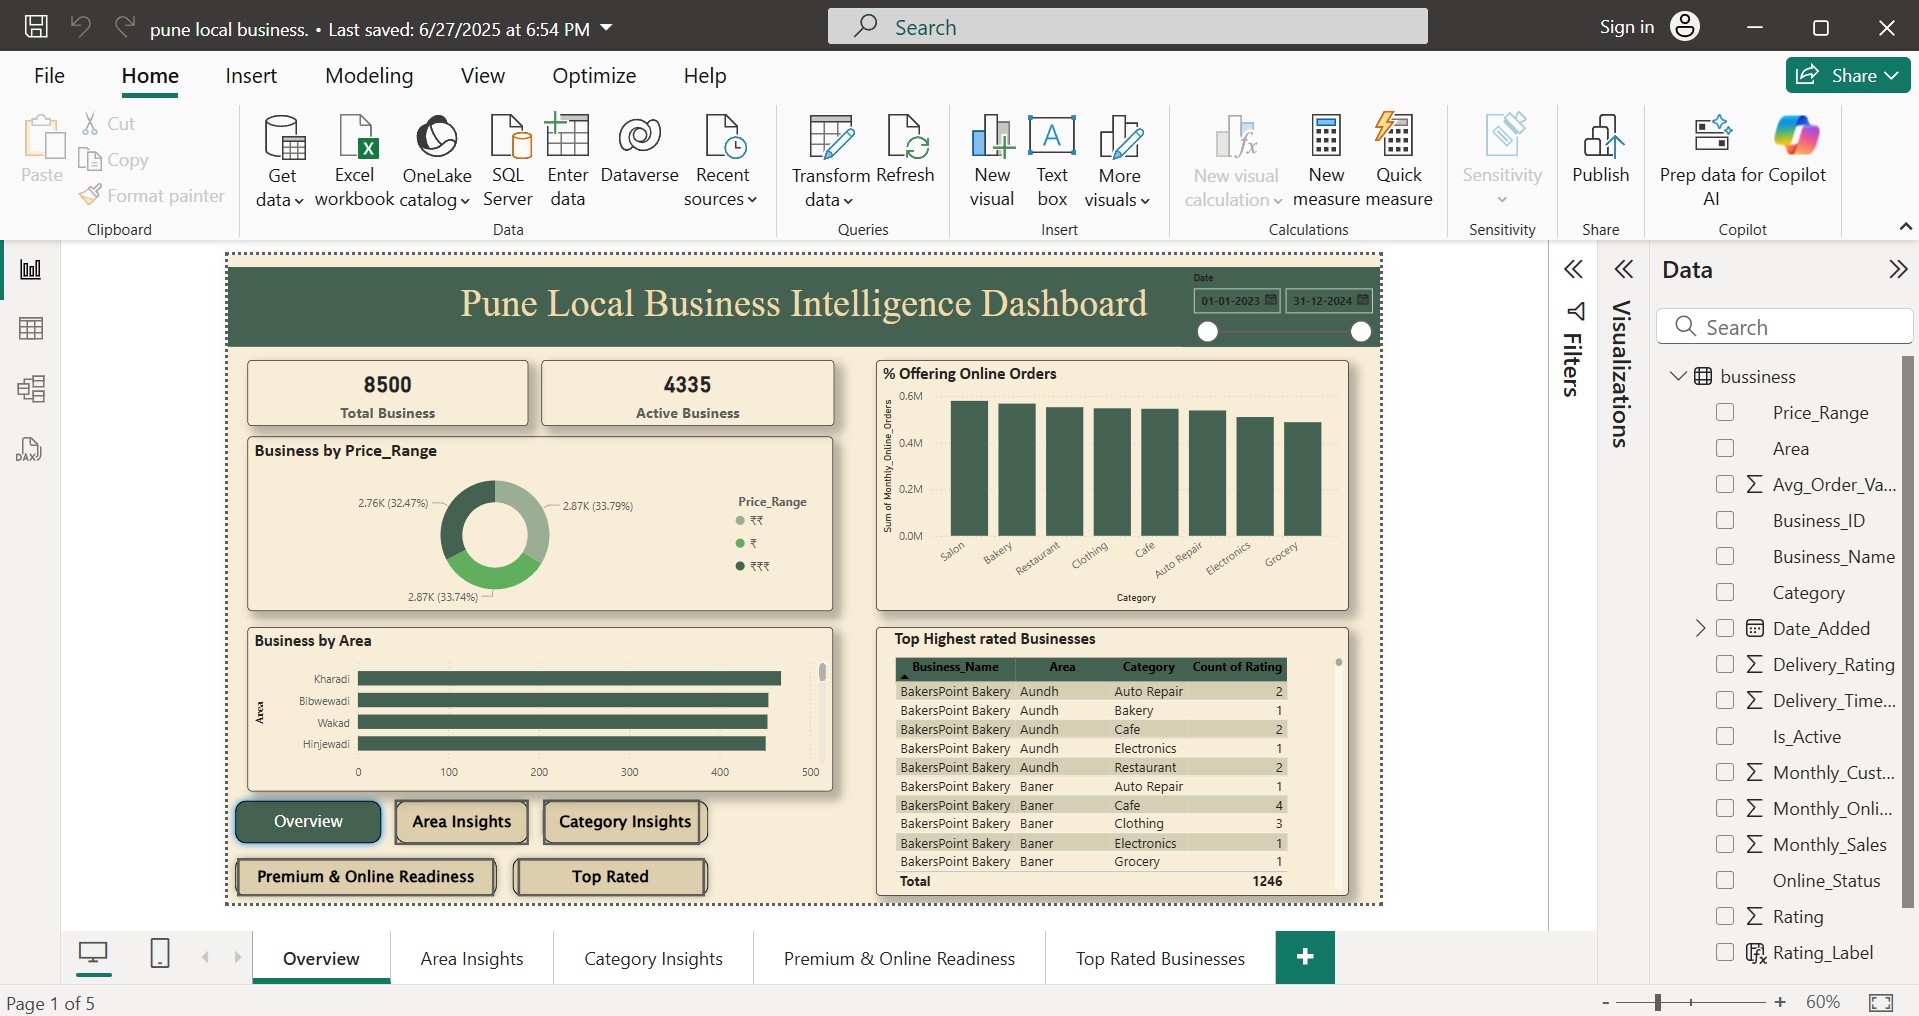 pune local business. • Last saved: 6/27/2025 at 6:54 PM
Search
Sign in
File Home Insert Modeling View Optimize Help
Share
Paste
Cut
Copy
Format painter
Clipboard
Get data
Excel workbook
OneLake catalog
SQL Server
Enter data
Dataverse
Recent sources
Data
Transform data
Refresh
Queries
New visual
Text box
More visuals
Insert
New visual calculation
New measure
Quick measure
Calculations
Sensitivity
Sensitivity
Publish
Share
Prep data for AI
Copilot
Copilot
DAX
Pune Local Business Intelligence Dashboard
Date
01-01-2023 31-12-2024
8500
Total Business
4335
Active Business
Business by Price_Range
2.76K (32.47%)
2.87K (33.79%)
2.87K (33.74%)
Price_Range
₹₹
₹
₹₹₹
% Offering Online Orders
Sum of Monthly_Online_Orders
0.6M
0.4M
0.2M
0.0M
Salon Bakery Restaurant Clothing Cafe Auto Repair Electronics Grocery
Category
Business by Area
Area
Kharadi
Bibwewadi
Wakad
Hinjewadi
0 100 200 300 400 500
Top Highest rated Businesses
Business_Name Area Category Count of Rating
BakersPoint Bakery Aundh Auto Repair 2
BakersPoint Bakery Aundh Bakery 1
BakersPoint Bakery Aundh Cafe 2
BakersPoint Bakery Aundh Electronics 1
BakersPoint Bakery Aundh Restaurant 2
BakersPoint Bakery Baner Auto Repair 1
BakersPoint Bakery Baner Cafe 4
BakersPoint Bakery Baner Clothing 3
BakersPoint Bakery Baner Electronics 1
BakersPoint Bakery Baner Grocery 1
Total 1246
Overview Area Insights Category Insights
Premium & Online Readiness Top Rated
Filters
Visualizations
Data
Search
bussiness
Price_Range
Area
Avg_Order_Va...
Business_ID
Business_Name
Category
Date_Added
Delivery_Rating
Delivery_Time...
Is_Active
Monthly_Cust...
Monthly_Onli...
Monthly_Sales
Online_Status
Rating
Rating_Label
Overview Area Insights Category Insights Premium & Online Readiness Top Rated Businesses
Page 1 of 5
60%